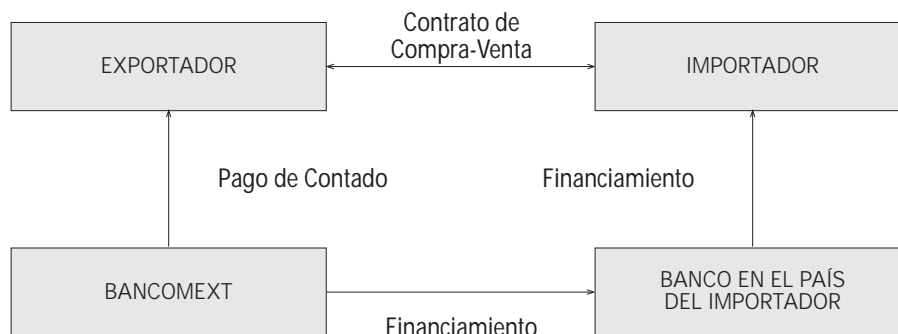 Contrato de
Compra-Venta
EXPORTADOR
IMPORTADOR
Pago de Contado
Financiamiento
BANCOMEXT
BANCO EN EL PAÍS
DEL IMPORTADOR
Financiamiento